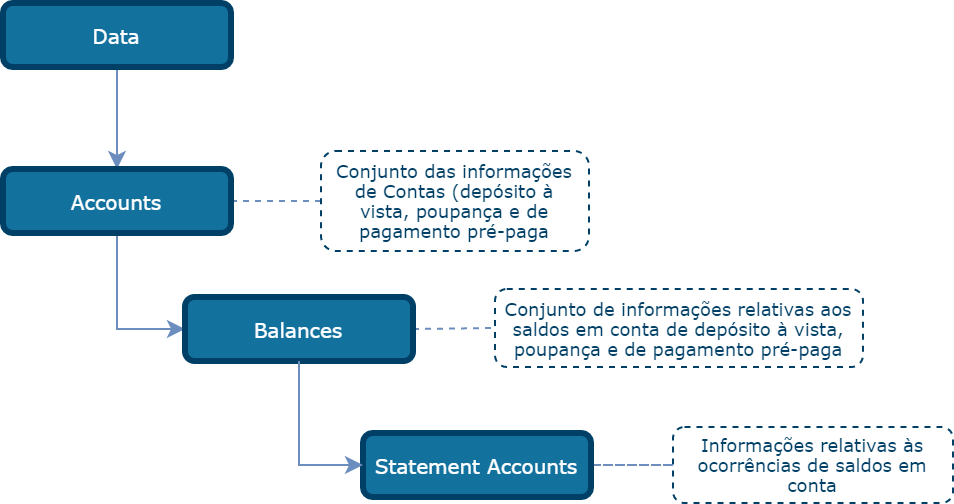 Data
Accounts
Conjunto das informações
de Contas (depósito à
vista, poupança e de
pagamento pré-paga
Balances
Conjunto de informações relativas aos
saldos em conta de depósito à vista,
poupança e de pagamento pré-paga
Statement Accounts
Informações relativas às
ocorrências de saldos em
conta